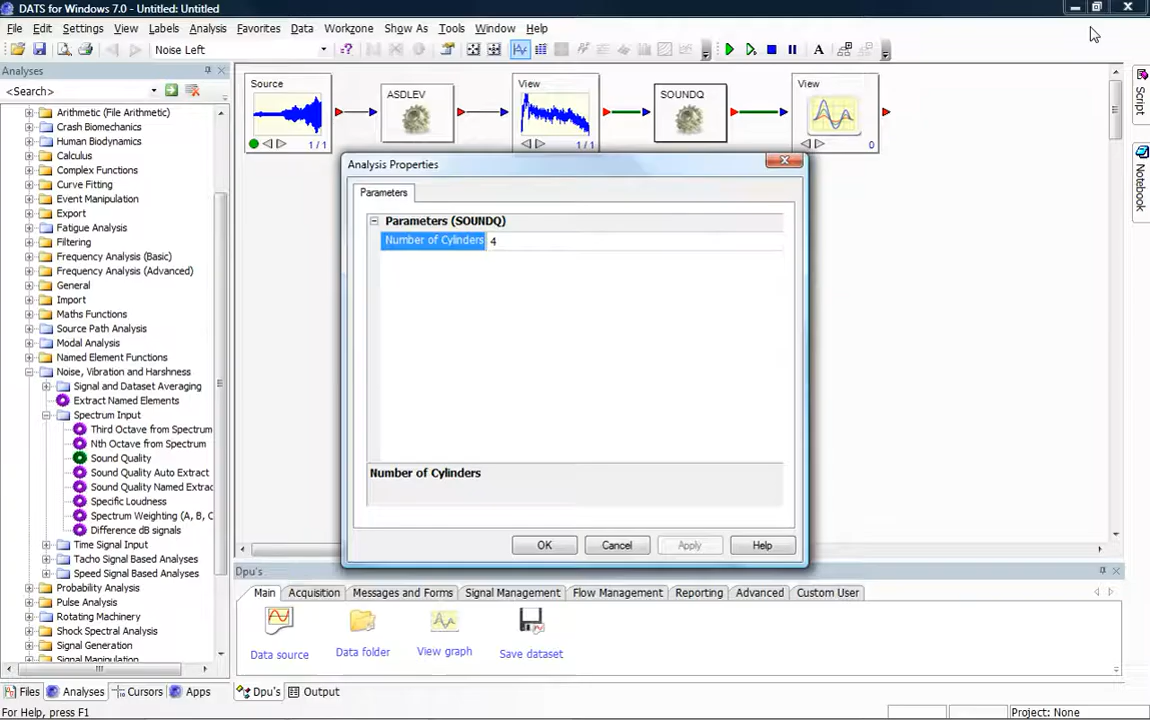 DATS for Windows 7.0 - Untitled: Untitled
File Edit Settings View Labels Analysis Favorites Data Workzone Show As Tools Window Help
Noise Left
Analyses
<Search>
Arithmetic (File Arithmetic)
Crash Biomechanics
Human Biodynamics
Calculus
Complex Functions
Curve Fitting
Event Manipulation
Export
Fatigue Analysis
Filtering
Frequency Analysis (Basic)
Frequency Analysis (Advanced)
General
Import
Maths Functions
Source Path Analysis
Modal Analysis
Named Element Functions
Noise, Vibration and Harshness
Signal and Dataset Averaging
Extract Named Elements
Spectrum Input
Third Octave from Spectrum
Nth Octave from Spectrum
Sound Quality
Sound Quality Auto Extract
Sound Quality Named Extrac
Specific Loudness
Spectrum Weighting (A, B, C
Difference dB signals
Time Signal Input
Tacho Signal Based Analyses
Speed Signal Based Analyses
Probability Analysis
Pulse Analysis
Rotating Machinery
Shock Spectral Analysis
Signal Generation
Signal Manipulation
Files Analyses Cursors Apps
Source
1 / 1
ASDLEV
View
1 / 1
SOUNDQ
View
0
Analysis Properties
Parameters
Parameters (SOUNDQ)
Number of Cylinders 4
Number of Cylinders
OK Cancel Apply Help
Script
Notebook
Dpu's
Main Acquisition Messages and Forms Signal Management Flow Management Reporting Advanced Custom User
Data source Data folder View graph Save dataset
Dpu's Output
For Help, press F1
Project: None